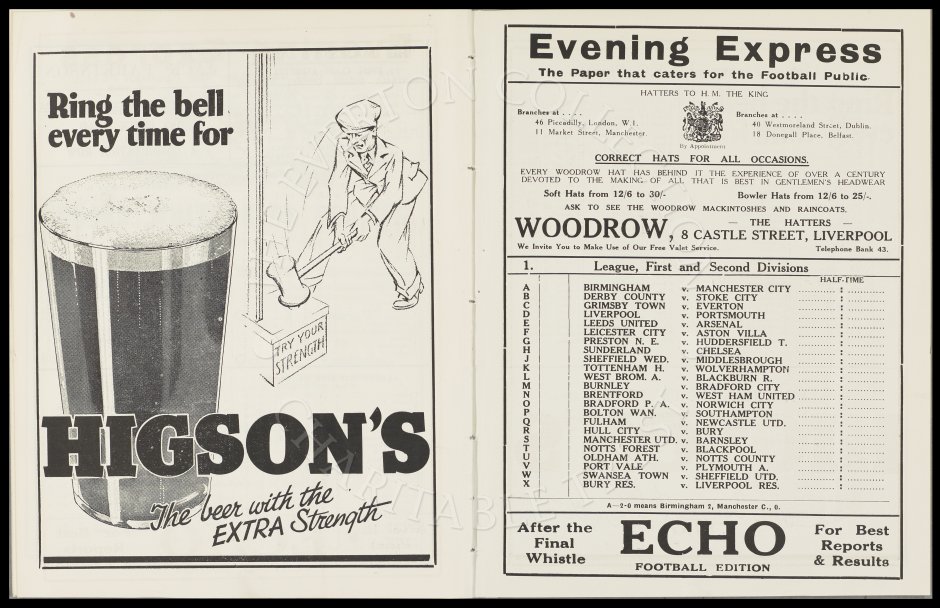 Ring the bell
every time for
TRY YOUR
STRENGTH
HIGSON'S
The beer with the
EXTRA Strength
Evening Express
The Paper that caters for the Football Public.
HATTERS TO H. M. THE KING
Branches at . . . .
46 Piccadilly, London, W.1.
11 Market Street, Manchester.
By Appointment
Branches at . . . .
40 Westmoreland Street, Dublin.
18 Donegall Place, Belfast.
CORRECT HATS FOR ALL OCCASIONS.
EVERY WOODROW HAT HAS BEHIND IT THE EXPERIENCE OF OVER A CENTURY
DEVOTED TO THE MAKING OF ALL THAT IS BEST IN GENTLEMEN'S HEADWEAR
Soft Hats from 12/6 to 30/- Bowler Hats from 12/6 to 25/-.
ASK TO SEE THE WOODROW MACKINTOSHES AND RAINCOATS.
WOODROW, — THE HATTERS —
8 CASTLE STREET, LIVERPOOL
We Invite You to Make Use of Our Free Valet Service. Telephone Bank 43.
1. League, First and Second Divisions
HALF-TIME
A BIRMINGHAM v. MANCHESTER CITY
B DERBY COUNTY v. STOKE CITY
C GRIMSBY TOWN v. EVERTON
D LIVERPOOL v. PORTSMOUTH
E LEEDS UNITED v. ARSENAL
F LEICESTER CITY v. ASTON VILLA
G PRESTON N. E. v. HUDDERSFIELD T.
H SUNDERLAND v. CHELSEA
J SHEFFIELD WED. v. MIDDLESBROUGH
K TOTTENHAM H. v. WOLVERHAMPTON
L WEST BROM. A. v. BLACKBURN R.
M BURNLEY v. BRADFORD CITY
N BRENTFORD v. WEST HAM UNITED
O BRADFORD P. A. v. NORWICH CITY
P BOLTON WAN. v. SOUTHAMPTON
Q FULHAM v. NEWCASTLE UTD.
R HULL CITY v. BURY
S MANCHESTER UTD. v. BARNSLEY
T NOTTS FOREST v. BLACKPOOL
U OLDHAM ATH. v. NOTTS COUNTY
V PORT VALE v. PLYMOUTH A.
W SWANSEA TOWN v. SHEFFIELD UTD.
X BURY RES. v. LIVERPOOL RES.
A—2-0 means Birmingham 2, Manchester C., 0.
After the
Final
Whistle
ECHO
FOOTBALL EDITION
For Best
Reports
& Results